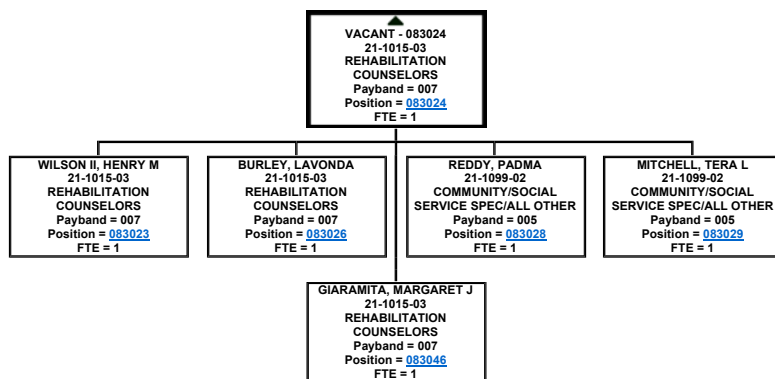 VACANT - 083024
21-1015-03
REHABILITATION
COUNSELORS
Payband = 007
Position = 083024
FTE = 1
WILSON II, HENRY M
21-1015-03
REHABILITATION
COUNSELORS
Payband = 007
Position = 083023
FTE = 1
BURLEY, LAVONDA
21-1015-03
REHABILITATION
COUNSELORS
Payband = 007
Position = 083026
FTE = 1
REDDY, PADMA
21-1099-02
COMMUNITY/SOCIAL
SERVICE SPEC/ALL OTHER
Payband = 005
Position = 083028
FTE = 1
MITCHELL, TERA L
21-1099-02
COMMUNITY/SOCIAL
SERVICE SPEC/ALL OTHER
Payband = 005
Position = 083029
FTE = 1
GIARAMITA, MARGARET J
21-1015-03
REHABILITATION
COUNSELORS
Payband = 007
Position = 083046
FTE = 1